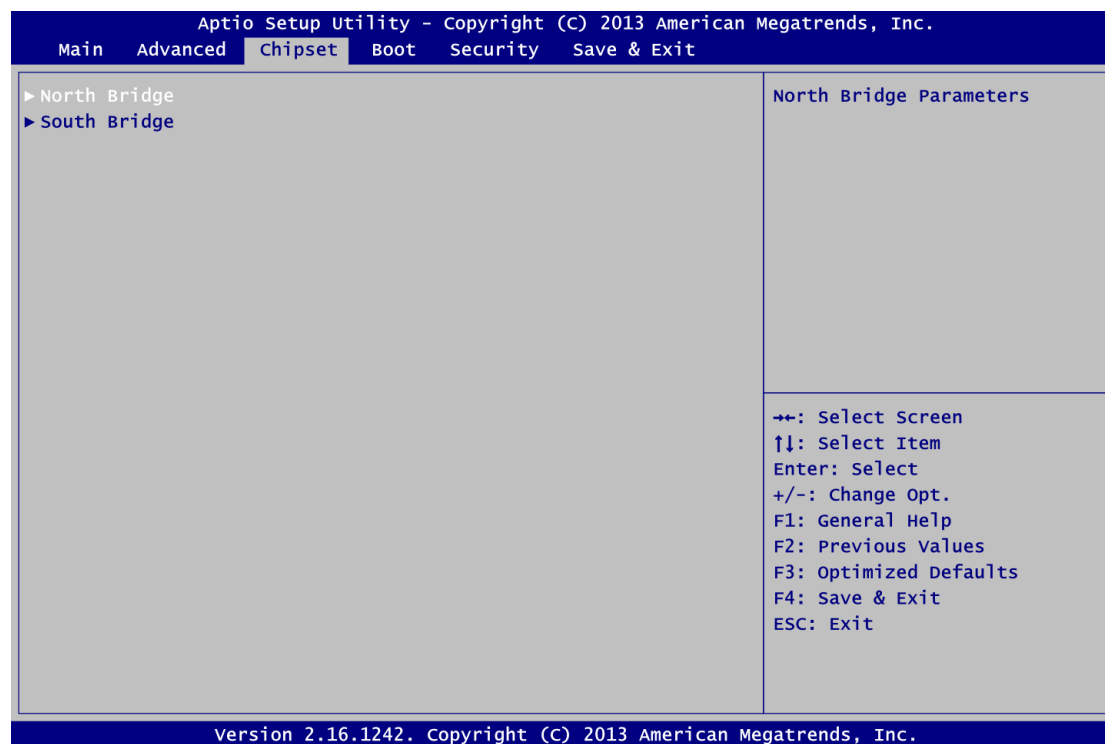 Aptio Setup Utility – Copyright (C) 2013 American Megatrends, Inc.
Main Advanced Chipset Boot Security Save & Exit
▶ North Bridge
▶ South Bridge
North Bridge Parameters
→←: Select Screen
↑↓: Select Item
Enter: Select
+/-: Change Opt.
F1: General Help
F2: Previous Values
F3: Optimized Defaults
F4: Save & Exit
ESC: Exit
Version 2.16.1242. Copyright (C) 2013 American Megatrends, Inc.